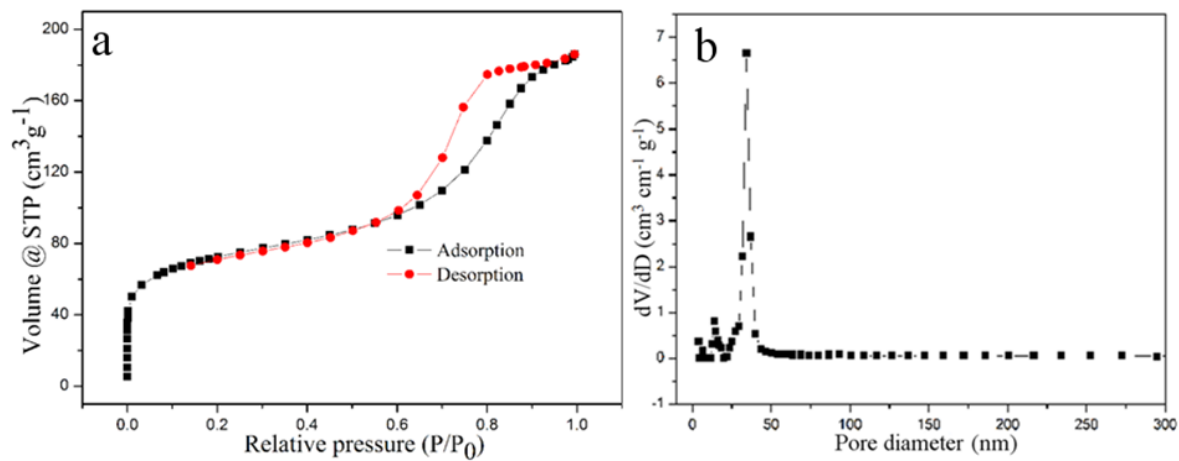 a
200
160
120
80
40
0
Volume @ STP (cm³g⁻¹)
Adsorption
Desorption
0.0 0.2 0.4 0.6 0.8 1.0
Relative pressure (P/P₀)
b
7
6
5
4
3
2
1
0
-1
dV/dD (cm³ cm⁻¹ g⁻¹)
0 50 100 150 200 250 300
Pore diameter (nm)